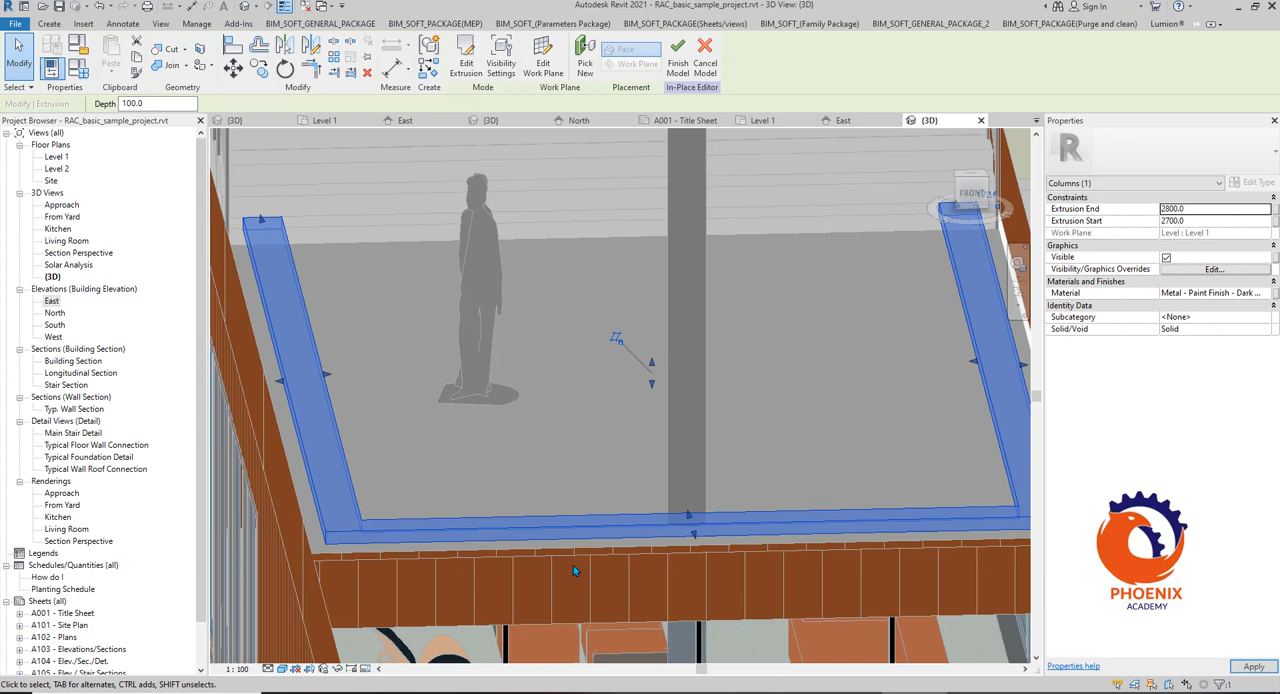 Autodesk Revit 2021 - RAC_basic_sample_project.rvt - 3D View: {3D}
Sign In
File Create Annotate View Manage Add-Ins BIM_SOFT_GENERAL_PACKAGE BIM_SOFT_PACKAGE(MEP) BIM_SOFT_(Parameters Package) BIM_SOFT_PACKAGE(Sheets/views) BIM_SOFT_(Family Package) BIM_SOFT_GENERAL_PACKAGE_2 BIM_SOFT_PACKAGE(Purge and clean) Lumion®
Modify
Paste
Cut
Join
Edit Extrusion
Visibility Settings
Edit Work Plane
Pick New
Face
Work Plane
Finish Model
Cancel Model
Select Properties Clipboard Geometry Modify Measure Create Mode Work Plane Placement In-Place Editor
Modify | Extrusion Depth 100.0
Project Browser - RAC_basic_sample_project.rvt
{3D} Level 1 East {3D} North A001 - Title Sheet Level 1 East {3D}
Views (all)
Floor Plans
Level 1
Level 2
Site
3D Views
Approach
From Yard
Kitchen
Living Room
Section Perspective
Solar Analysis
{3D}
Elevations (Building Elevation)
East
North
South
West
Sections (Building Section)
Building Section
Longitudinal Section
Stair Section
Sections (Wall Section)
Typ. Wall Section
Detail Views (Detail)
Main Stair Detail
Typical Floor Wall Connection
Typical Foundation Detail
Typical Wall Roof Connection
Renderings
Approach
From Yard
Kitchen
Living Room
Section Perspective
Legends
Schedules/Quantities (all)
How do I
Planting Schedule
Sheets (all)
A001 - Title Sheet
A101 - Site Plan
A102 - Plans
A103 - Elevations/Sections
A104 - Elev./Sec./Det.
A105 - Elev./ Stair Sections
FRONT
Properties
R
Columns (1)
Edit Type
Constraints
Extrusion End 2800.0
Extrusion Start 2700.0
Work Plane Level : Level 1
Graphics
Visible
Visibility/Graphics Overrides Edit...
Materials and Finishes
Material Metal - Paint Finish - Dark ...
Identity Data
Subcategory <None>
Solid/Void Solid
PHOENIX
ACADEMY
Properties help
Apply
1 : 100
Click to select, TAB for alternates, CTRL adds, SHIFT unselects.
:1